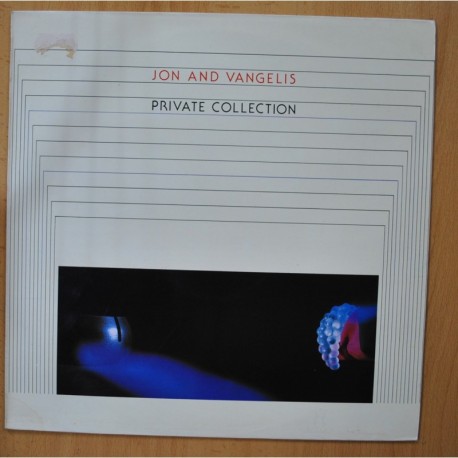 JON AND VANGELIS
PRIVATE COLLECTION